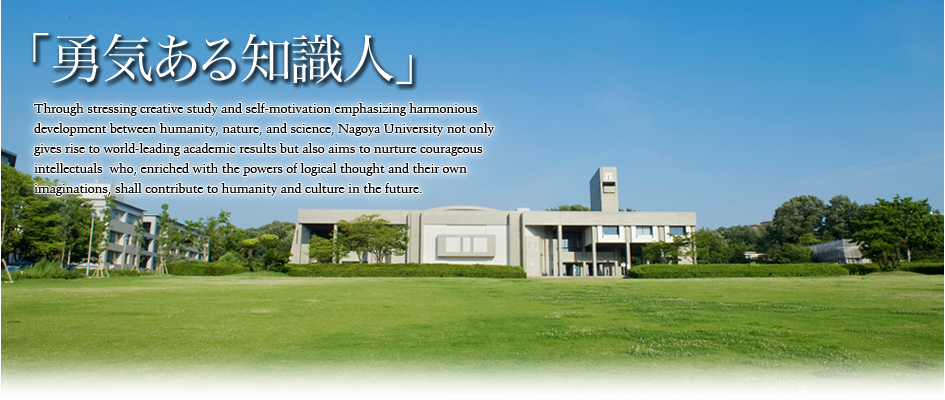 「勇気ある知識人」
Through stressing creative study and self-motivation emphasizing harmonious
development between humanity, nature, and science, Nagoya University not only
gives rise to world-leading academic results but also aims to nurture courageous
intellectuals who, enriched with the powers of logical thought and their own
imaginations, shall contribute to humanity and culture in the future.